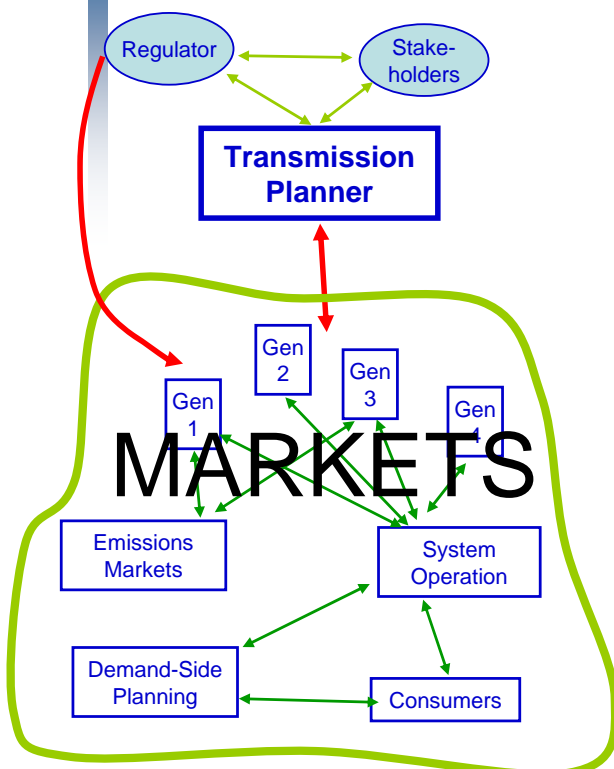 Regulator
Stake-
holders
Transmission
Planner
Gen
2
Gen
3
Gen
1
Gen
4
MARKETS
Emissions
Markets
System
Operation
Demand-Side
Planning
Consumers